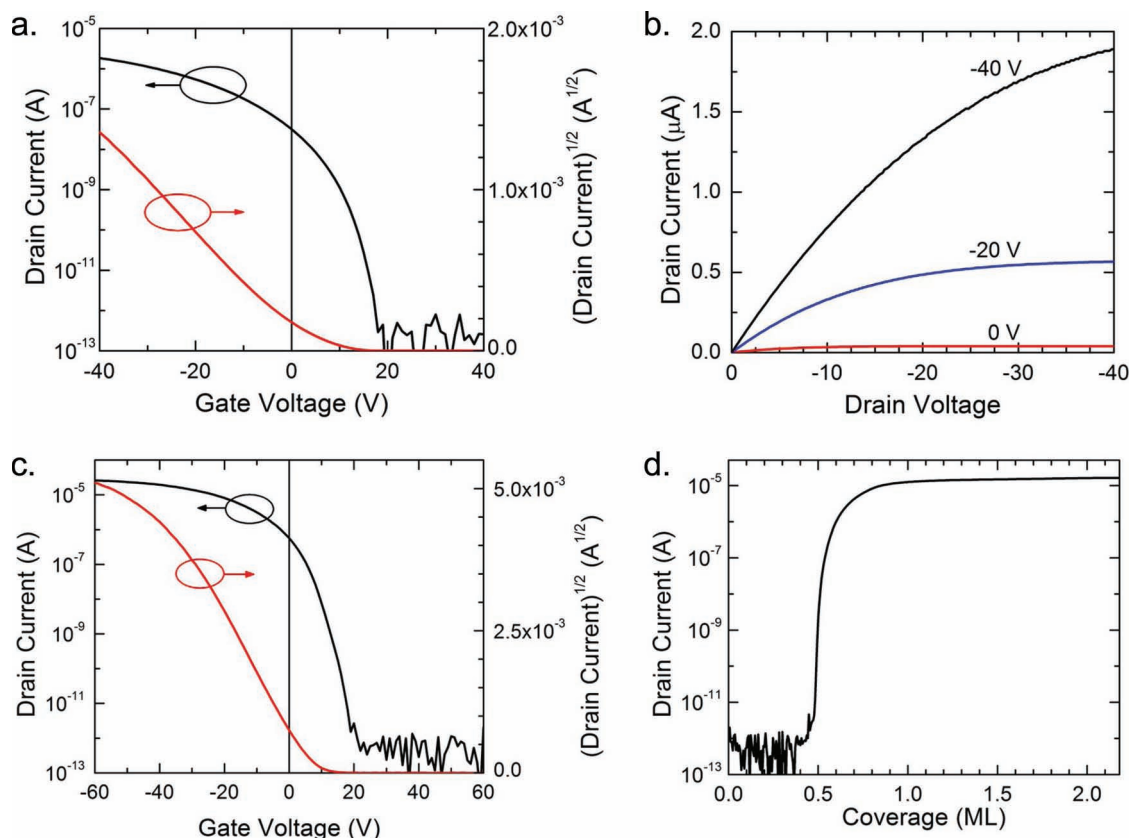 a.
Drain Current (A)
10⁻⁵
10⁻⁷
10⁻⁹
10⁻¹¹
10⁻¹³
2.0x10⁻³
1.0x10⁻³
0.0
(Drain Current)^1/2 (A^1/2)
-40 -20 0 20 40
Gate Voltage (V)
b.
Drain Current (μA)
2.0
1.5
1.0
0.5
0.0
-40 V
-20 V
0 V
0 -10 -20 -30 -40
Drain Voltage
c.
Drain Current (A)
10⁻⁵
10⁻⁷
10⁻⁹
10⁻¹¹
10⁻¹³
5.0x10⁻³
2.5x10⁻³
0.0
(Drain Current)^1/2 (A^1/2)
-60 -40 -20 0 20 40 60
Gate Voltage (V)
d.
Drain Current (A)
10⁻⁵
10⁻⁷
10⁻⁹
10⁻¹¹
10⁻¹³
0.0 0.5 1.0 1.5 2.0
Coverage (ML)